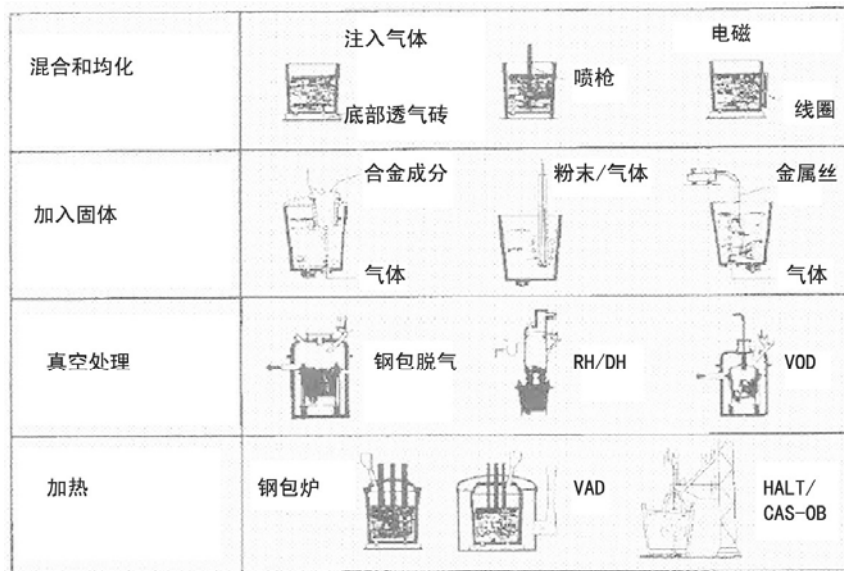 混合和均化
注入气体
底部透气砖
喷枪
电磁
线圈
加入固体
合金成分
气体
粉末/气体
金属丝
气体
真空处理
钢包脱气
RH/DH
VOD
加热
钢包炉
VAD
HALT/
CAS-OB